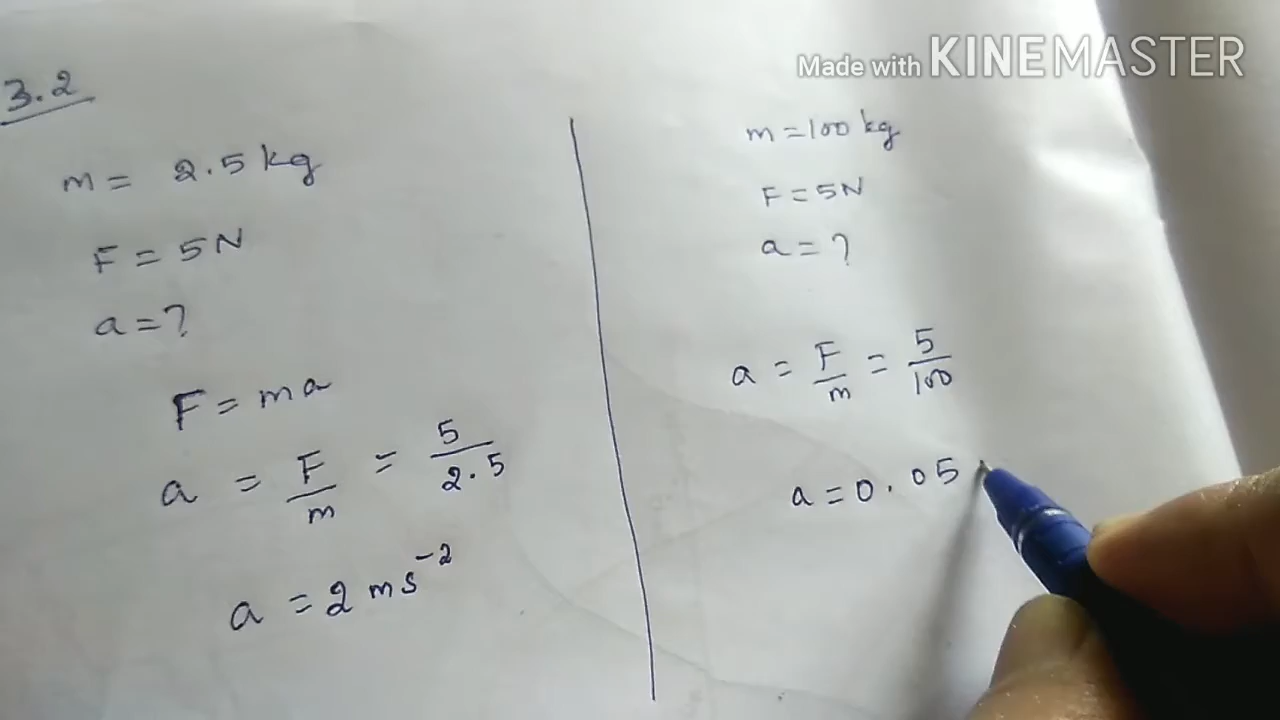 Made with KINEMASTER
3.2
m = 2.5 kg
F = 5N
a = ?
F = ma
a = F/m = 5/2.5
a = 2 ms⁻²
m = 100 kg
F = 5N
a = ?
a = F/m = 5/100
a = 0.05